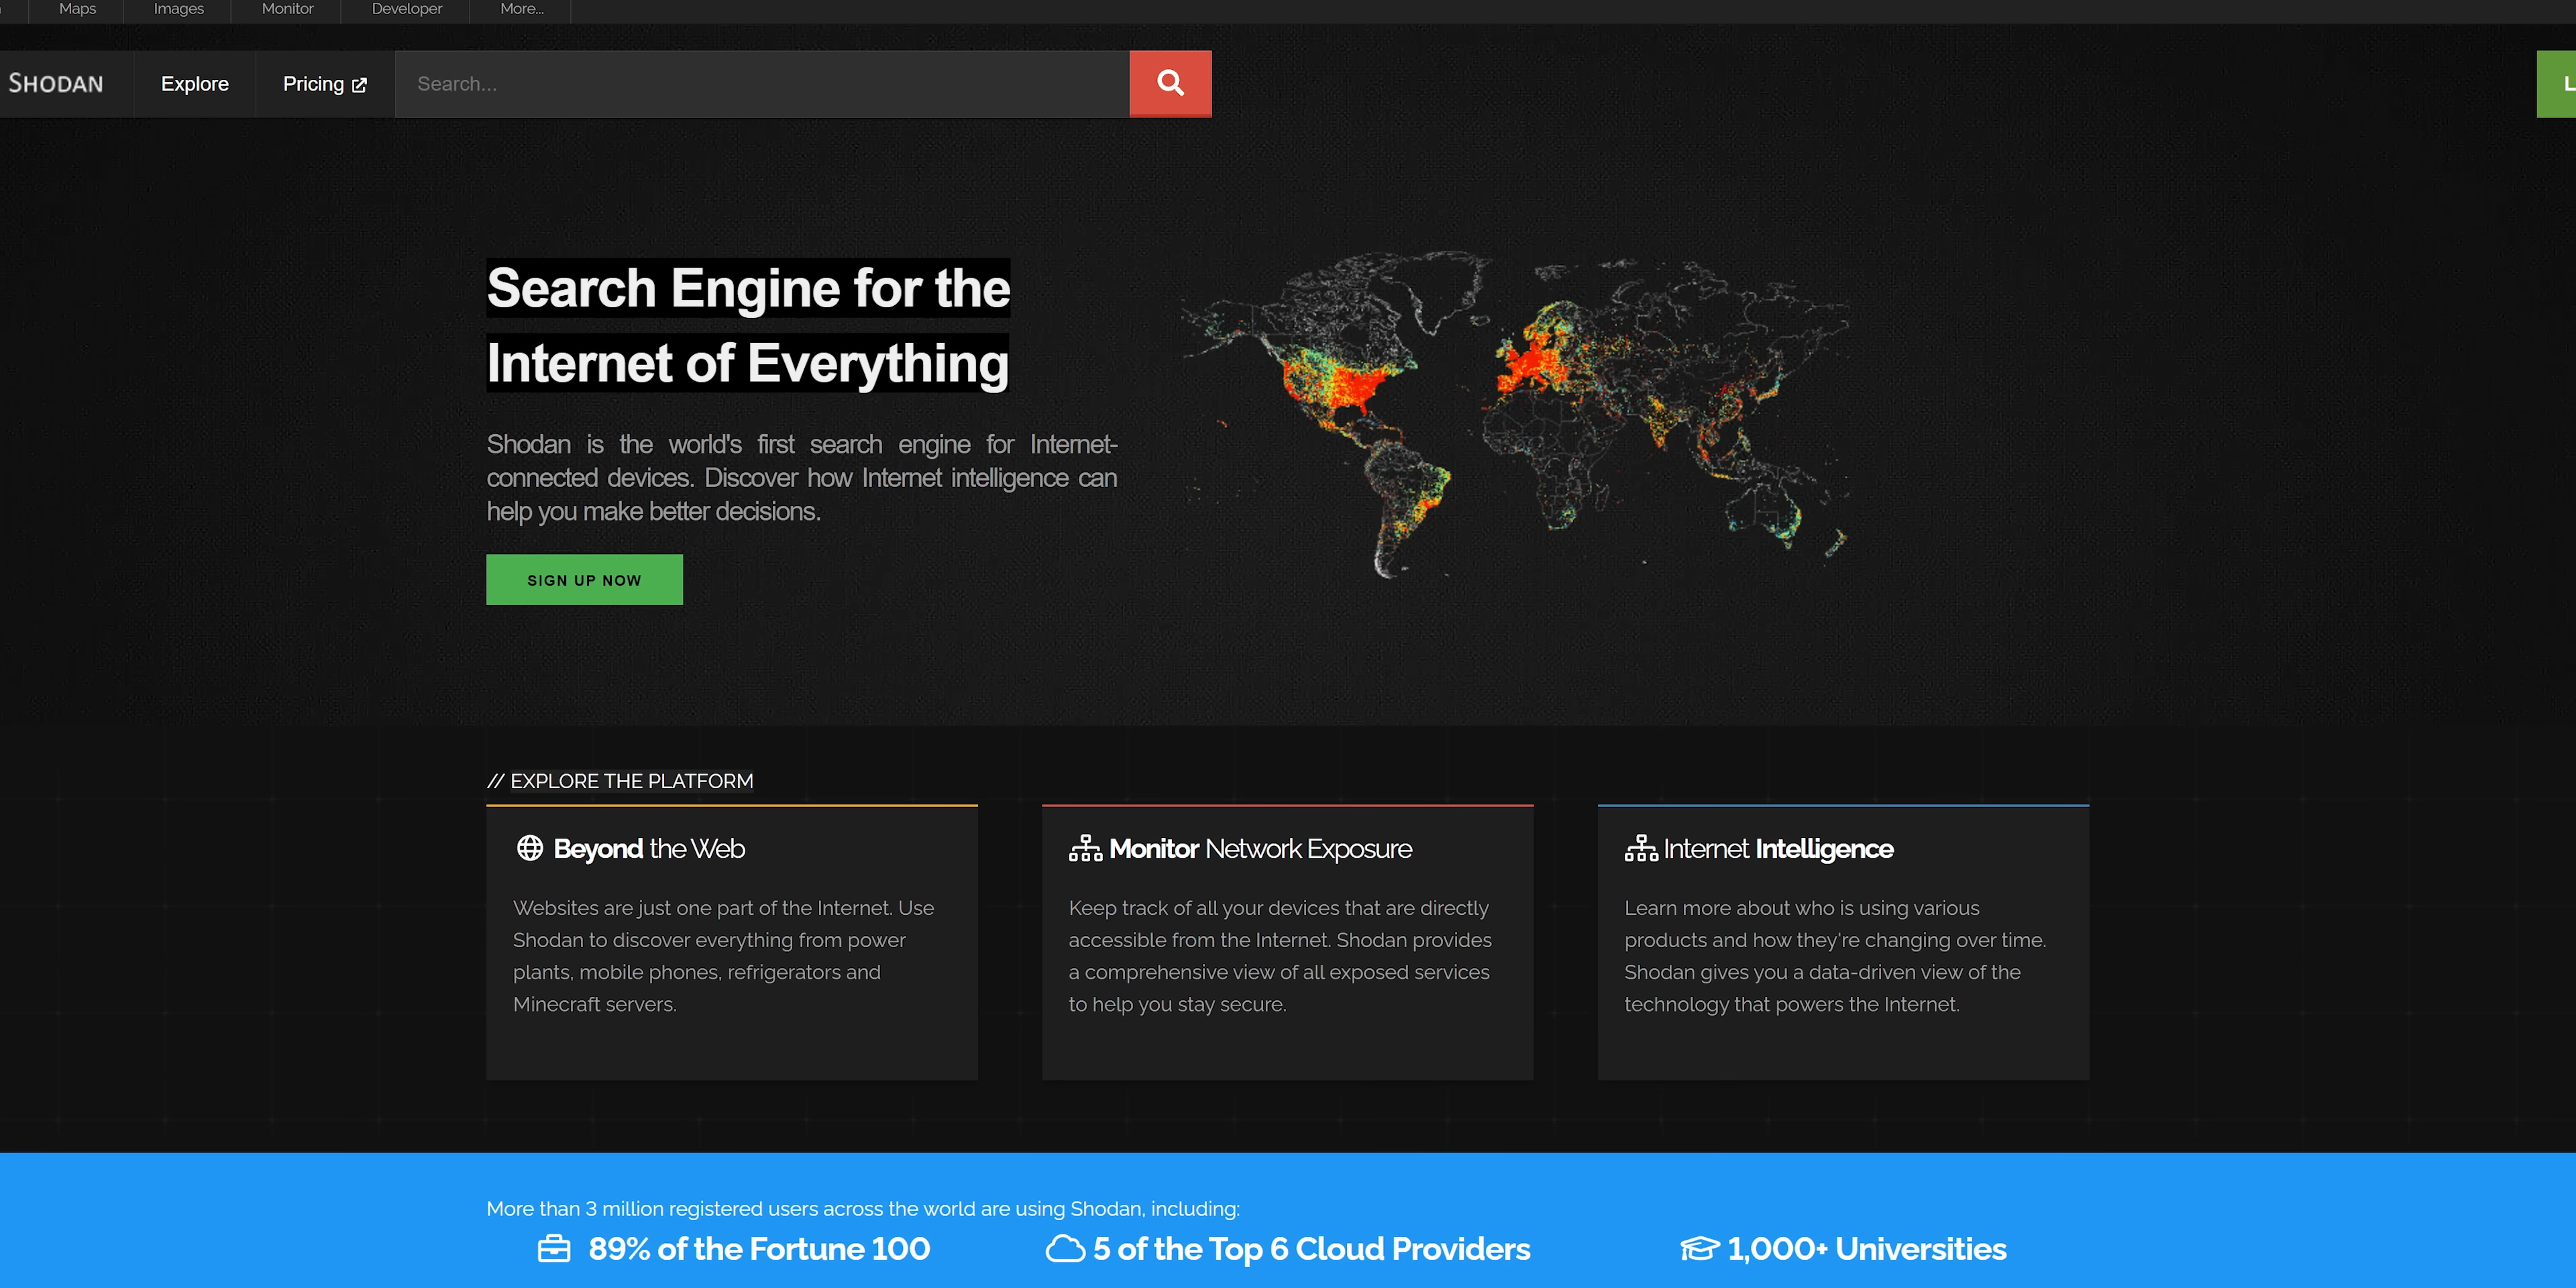 Maps
Images
Monitor
Developer
More...
SHODAN
Explore
Pricing
Search...
Search Engine for the
Internet of Everything
Shodan is the world's first search engine for Internet-
connected devices. Discover how Internet intelligence can
help you make better decisions.
SIGN UP NOW
// EXPLORE THE PLATFORM
Beyond the Web
Websites are just one part of the Internet. Use
Shodan to discover everything from power
plants, mobile phones, refrigerators and
Minecraft servers.
Monitor Network Exposure
Keep track of all your devices that are directly
accessible from the Internet. Shodan provides
a comprehensive view of all exposed services
to help you stay secure.
Internet Intelligence
Learn more about who is using various
products and how they're changing over time.
Shodan gives you a data-driven view of the
technology that powers the Internet.
More than 3 million registered users across the world are using Shodan, including:
89% of the Fortune 100
5 of the Top 6 Cloud Providers
1,000+ Universities